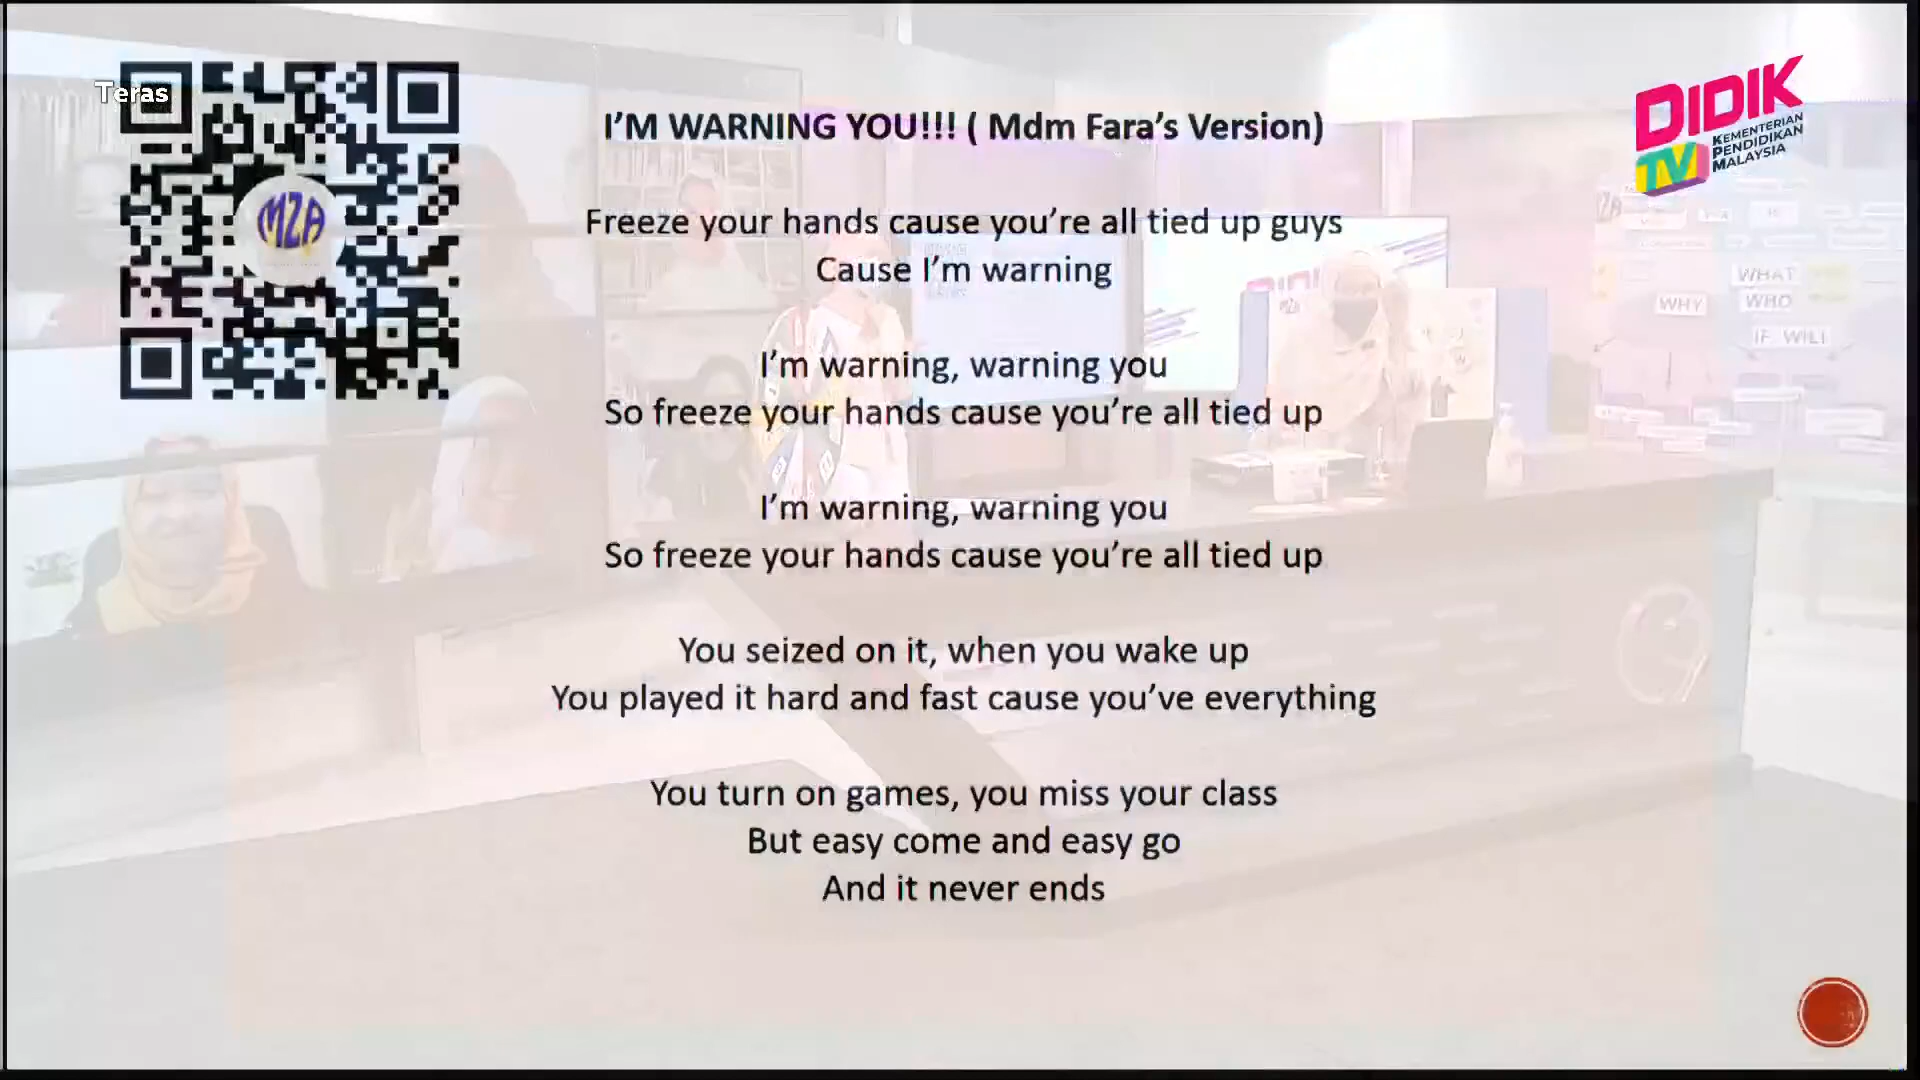 Teras
MZA
I’M WARNING YOU!!! ( Mdm Fara’s Version)
DIDIK
TV
KEMENTERIAN
PENDIDIKAN
MALAYSIA
Freeze your hands cause you’re all tied up guys
Cause I’m warning
I’m warning, warning you
So freeze your hands cause you’re all tied up
I’m warning, warning you
So freeze your hands cause you’re all tied up
You seized on it, when you wake up
You played it hard and fast cause you’ve everything
You turn on games, you miss your class
But easy come and easy go
And it never ends
WHAT
WHY
WHO
IF WILL